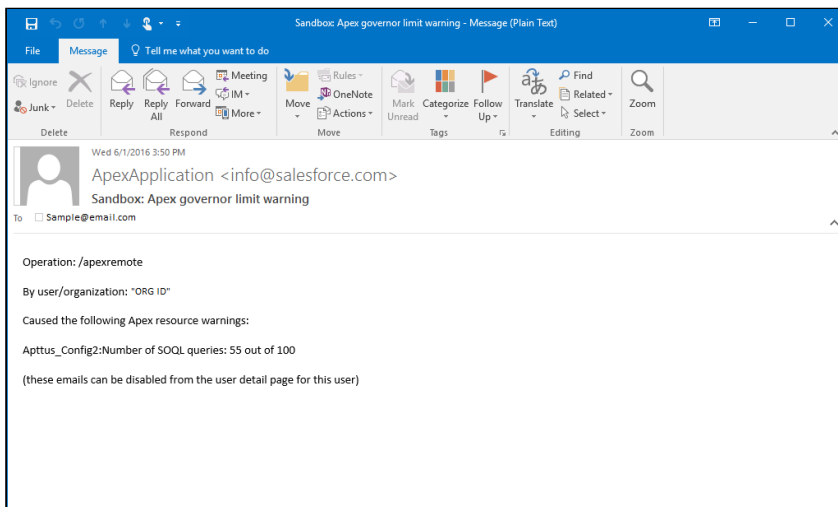 Sandbox: Apex governor limit warning - Message (Plain Text)
File Message Tell me what you want to do
Ignore
Junk
Delete
Reply
Reply All
Forward
Meeting
IM
More
Move
Rules
OneNote
Actions
Mark Unread
Categorize
Follow Up
Translate
Find
Related
Select
Zoom
Delete Respond Move Tags Editing Zoom
Wed 6/1/2016 3:50 PM
ApexApplication <info@salesforce.com>
Sandbox: Apex governor limit warning
To Sample@email.com
Operation: /apexremote
By user/organization: "ORG ID"
Caused the following Apex resource warnings:
Apttus_Config2:Number of SOQL queries: 55 out of 100
(these emails can be disabled from the user detail page for this user)